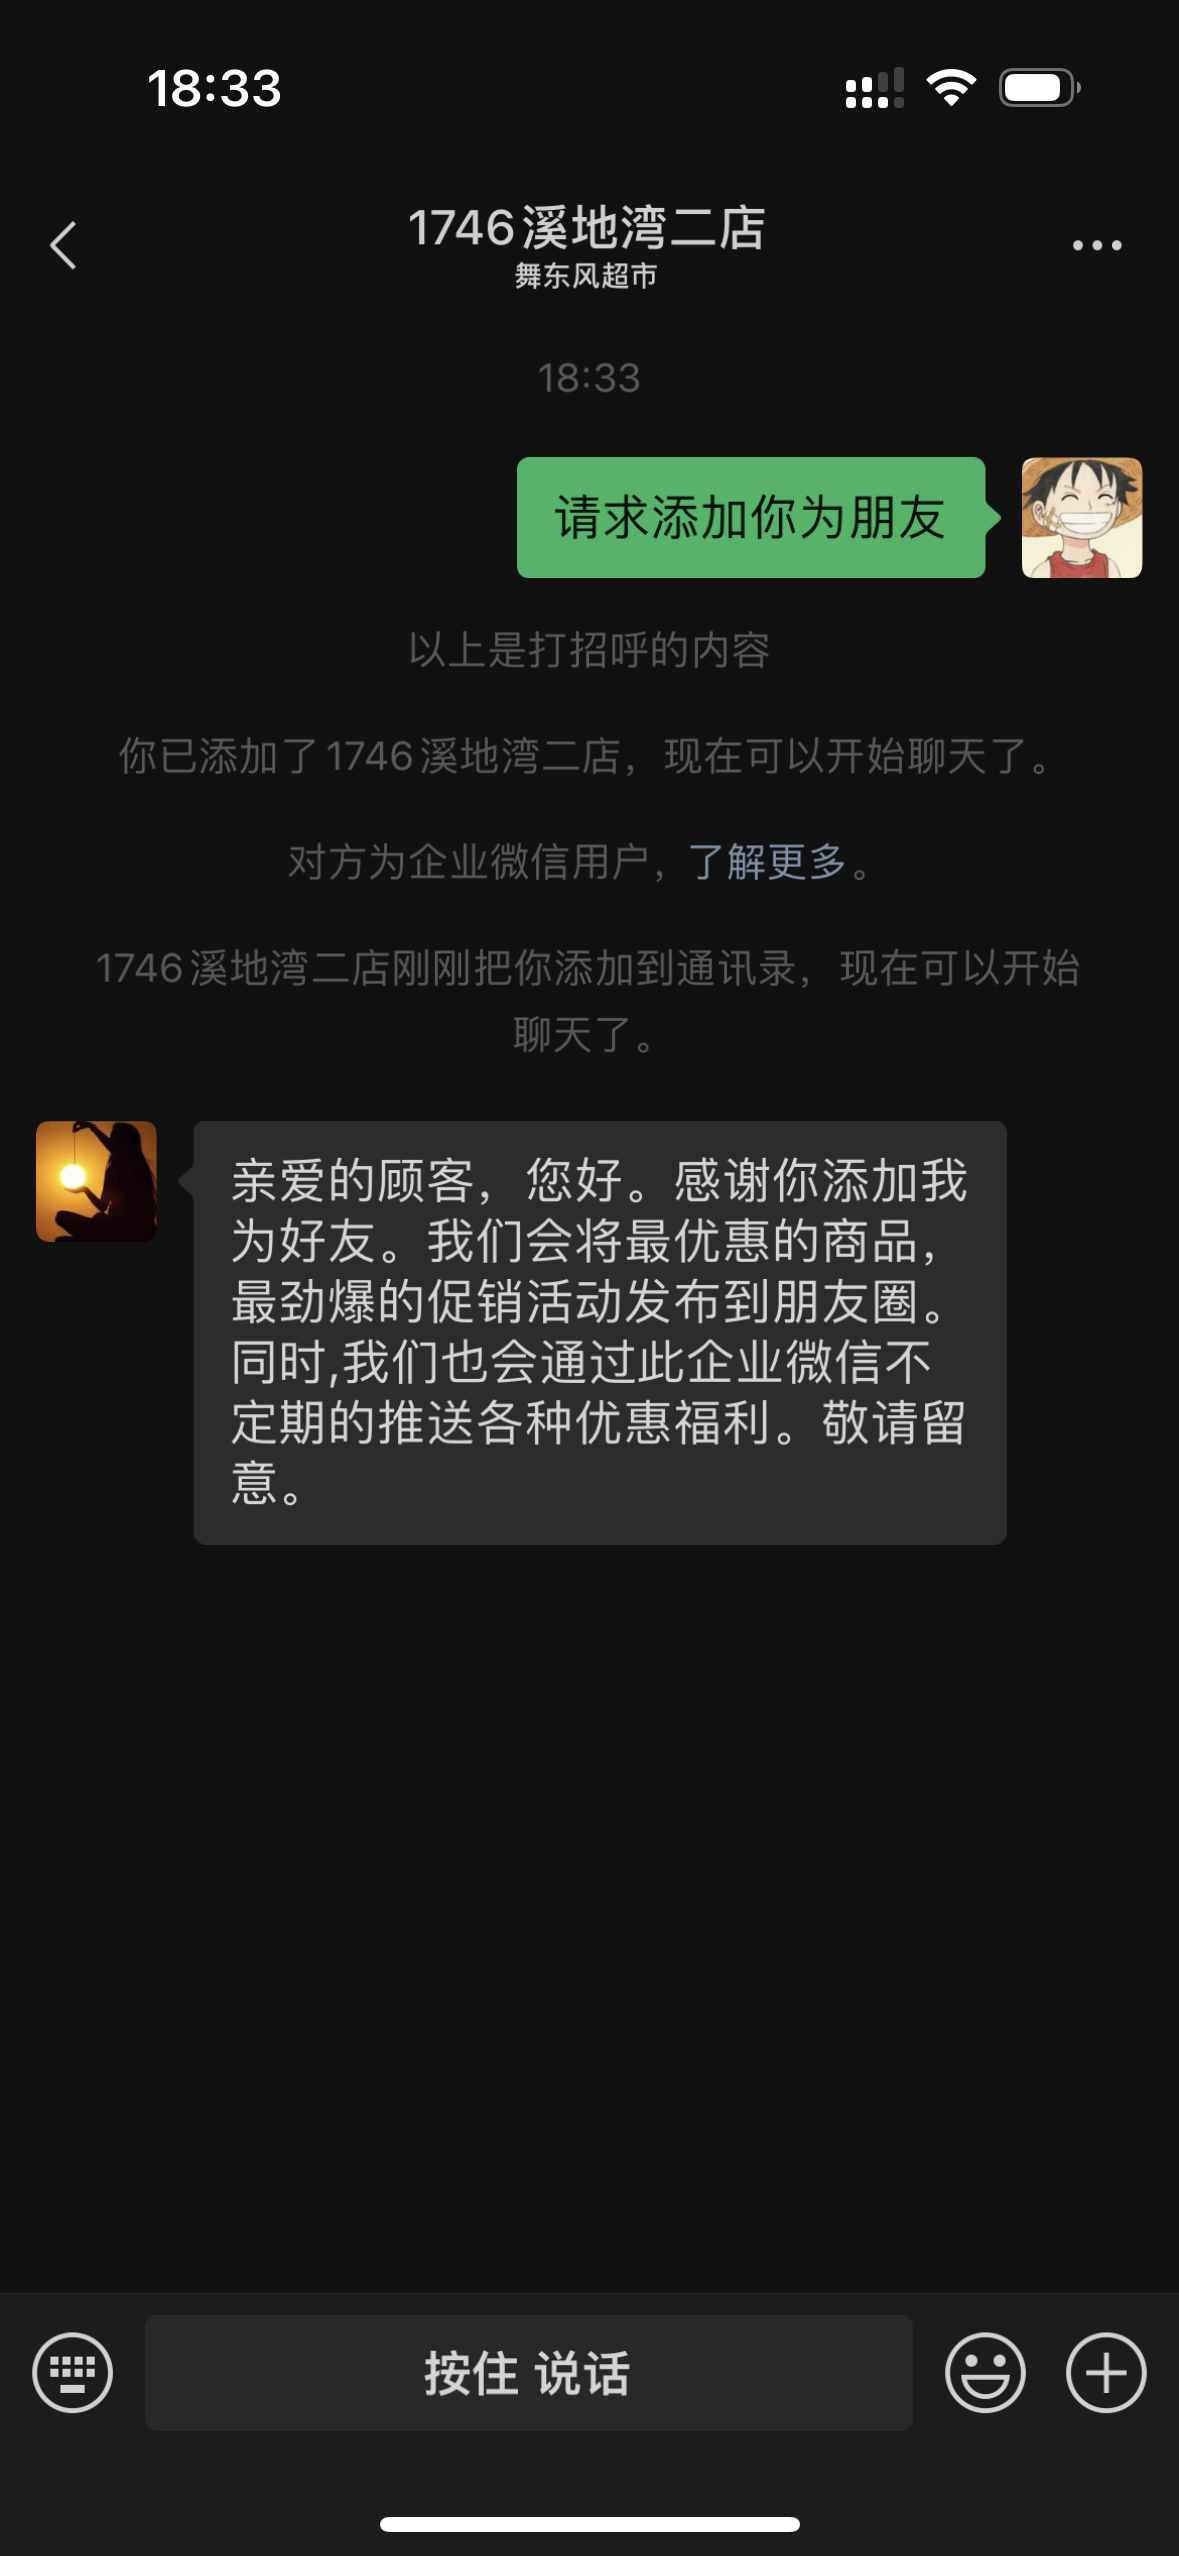 18:33
1746溪地湾二店
舞东风超市
18:33
请求添加你为朋友
以上是打招呼的内容
你已添加了1746溪地湾二店，现在可以开始聊天了。
对方为企业微信用户，了解更多。
1746溪地湾二店刚刚把你添加到通讯录，现在可以开始
聊天了。
亲爱的顾客，您好。感谢你添加我
为好友。我们会将最优惠的商品，
最劲爆的促销活动发布到朋友圈。
同时,我们也会通过此企业微信不
定期的推送各种优惠福利。敬请留
意。
按住 说话